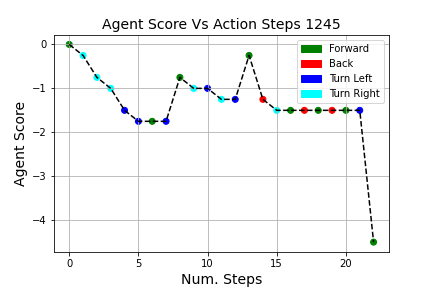 Agent Score Vs Action Steps 1245
Forward
Back
Turn Left
Turn Right
Agent Score
0
−1
−2
−3
−4
0 5 10 15 20
Num. Steps